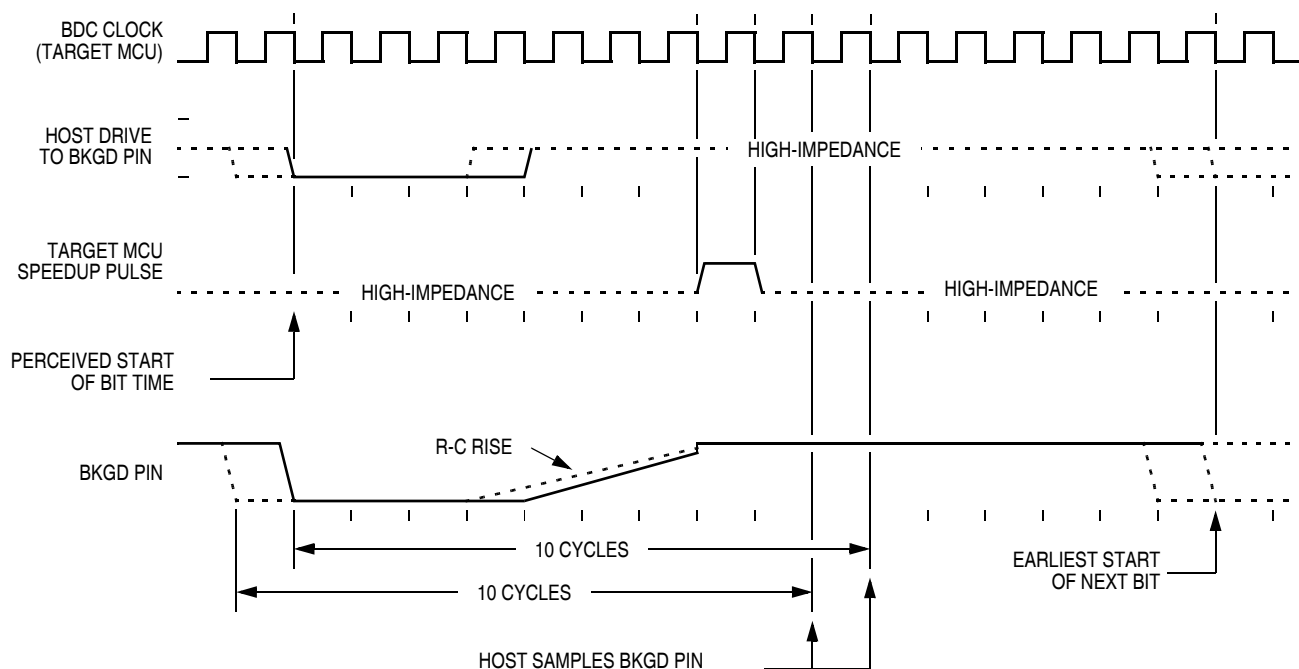 BDC CLOCK
(TARGET MCU)
HOST DRIVE
TO BKGD PIN
HIGH-IMPEDANCE
TARGET MCU
SPEEDUP PULSE
HIGH-IMPEDANCE
HIGH-IMPEDANCE
PERCEIVED START
OF BIT TIME
R-C RISE
BKGD PIN
10 CYCLES
EARLIEST START
OF NEXT BIT
10 CYCLES
HOST SAMPLES BKGD PIN